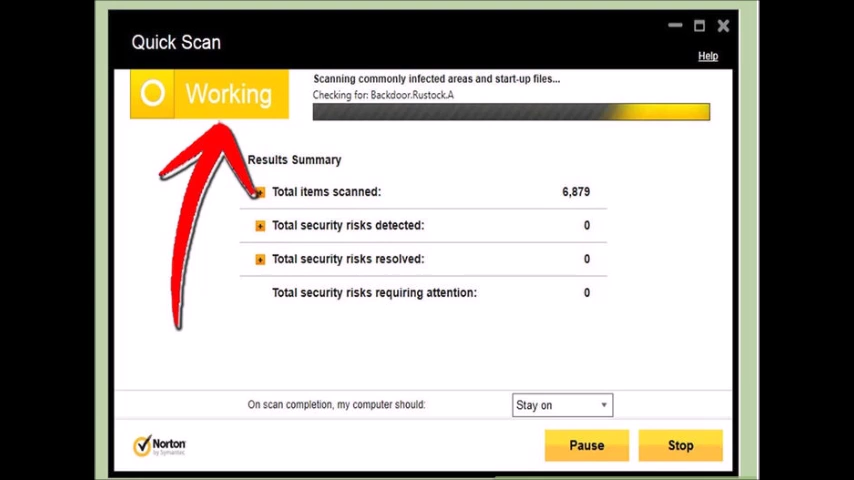 Quick Scan
Help
Working
Scanning commonly infected areas and start-up files...
Checking for: Backdoor.Rustock.A
Results Summary
Total items scanned: 6,879
Total security risks detected: 0
Total security risks resolved: 0
Total security risks requiring attention: 0
On scan completion, my computer should: Stay on
Norton
by Symantec
Pause Stop